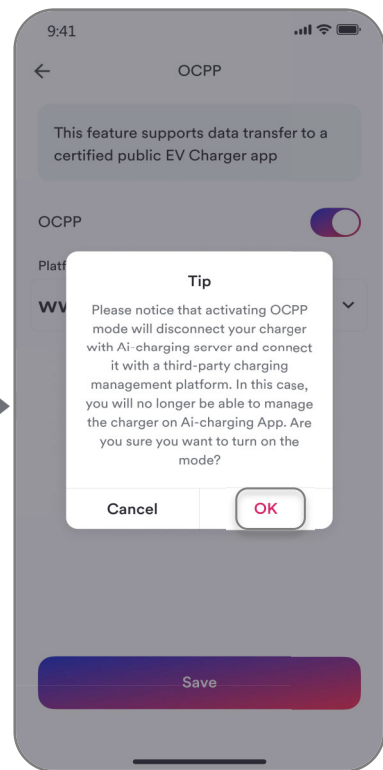 9:41
OCPP
This feature supports data transfer to a
certified public EV Charger app
OCPP
Tip
Please notice that activating OCPP
mode will disconnect your charger
with Ai-charging server and connect
it with a third-party charging
management platform. In this case,
you will no longer be able to manage
the charger on Ai-charging App. Are
you sure you want to turn on the
mode?
Cancel
OK
Save